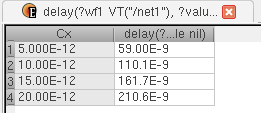 delay(?wf1 VT("/net1"), ?valu...
Cx delay(?...le nil)
1 5.000E-12 59.00E-9
2 10.00E-12 110.1E-9
3 15.00E-12 161.7E-9
4 20.00E-12 210.6E-9